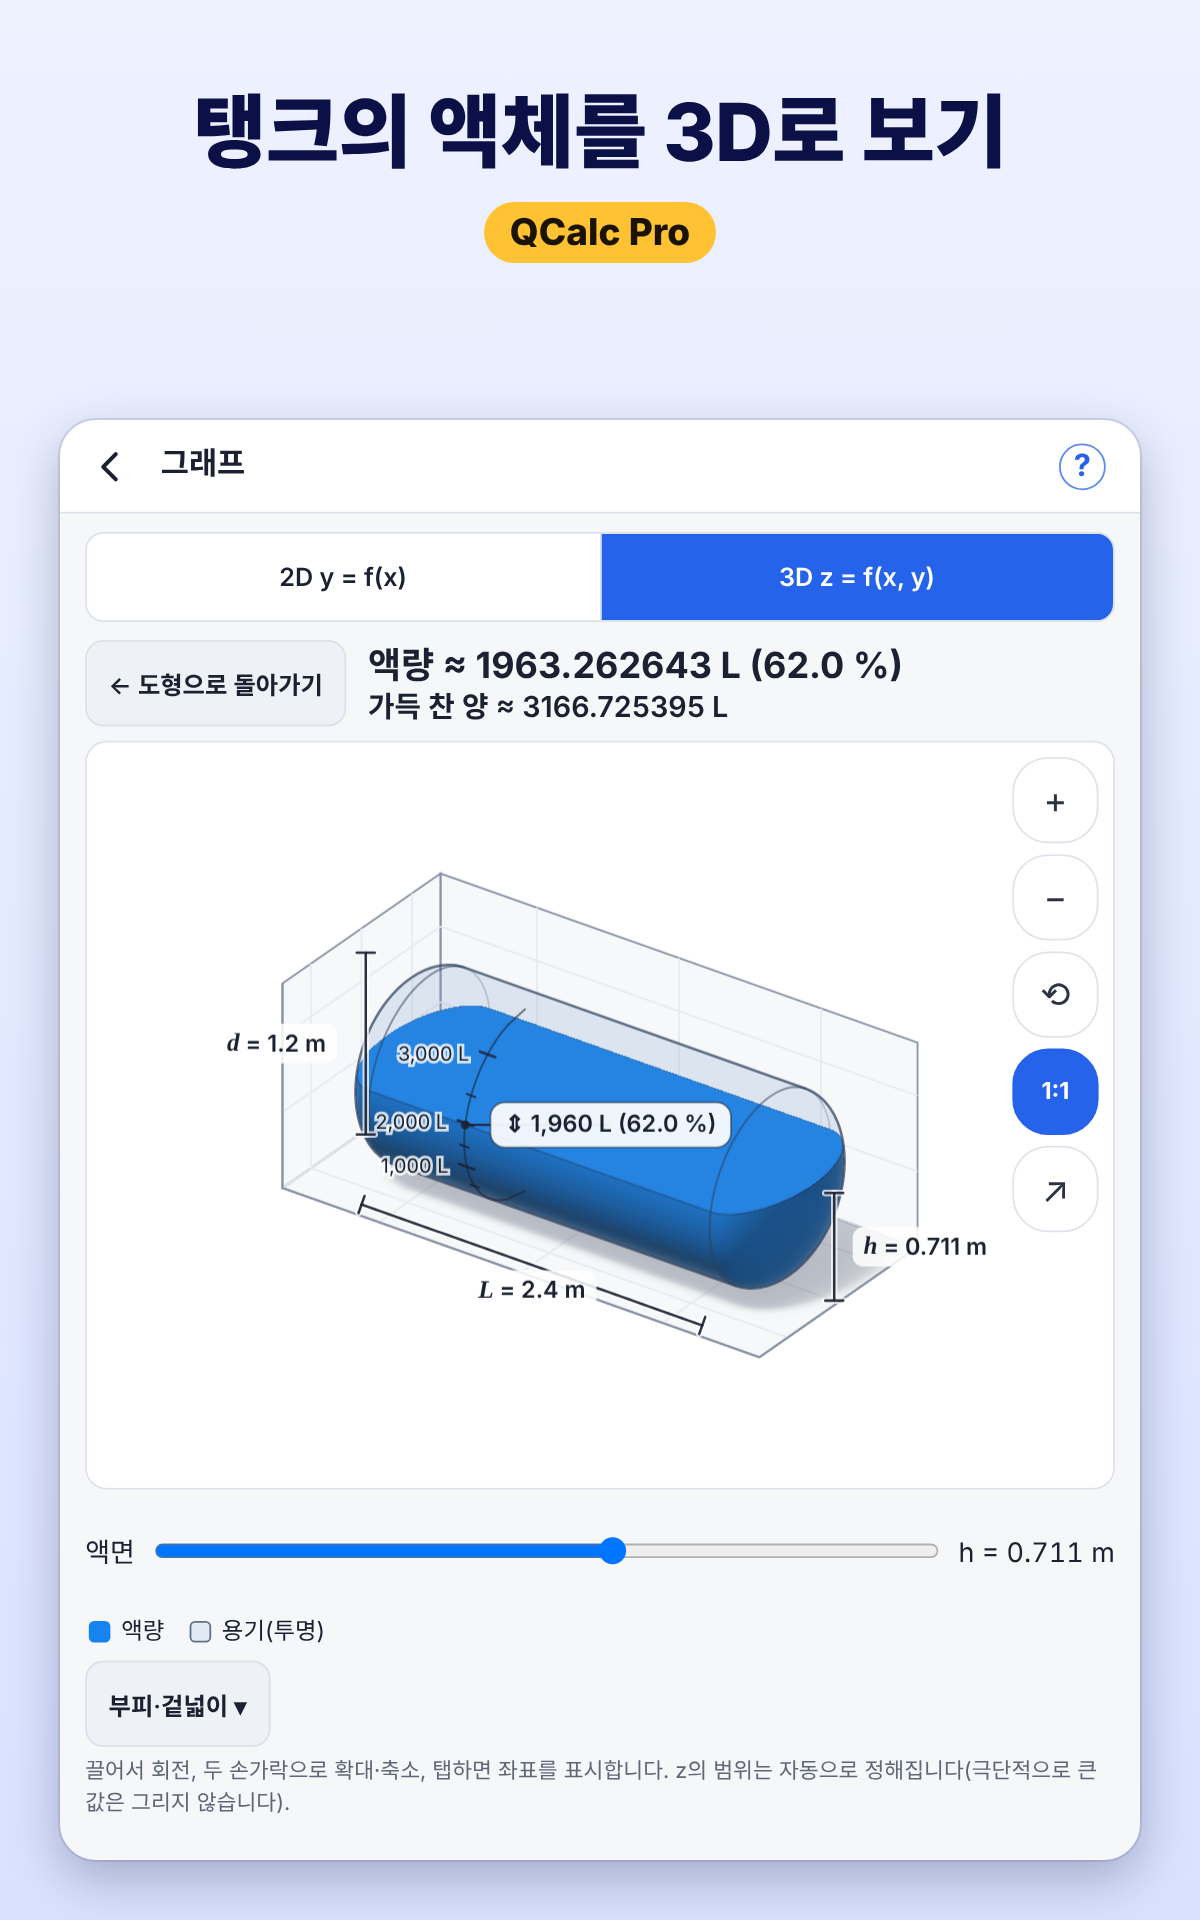 탱크의 액체를 3D로 보기
QCalc Pro
그래프
?
2D y = f(x)
3D z = f(x, y)
← 도형으로 돌아가기
액량 ≈ 1963.262643 L (62.0 %)
가득 찬 양 ≈ 3166.725395 L
+
−
⟲
1:1
↗
d = 1.2 m
3,000 L
2,000 L
⇕ 1,960 L (62.0 %)
1,000 L
h = 0.711 m
L = 2.4 m
액면
h = 0.711 m
액량
용기(투명)
부피·겉넓이 ▾
끌어서 회전, 두 손가락으로 확대·축소, 탭하면 좌표를 표시합니다. z의 범위는 자동으로 정해집니다(극단적으로 큰
값은 그리지 않습니다).